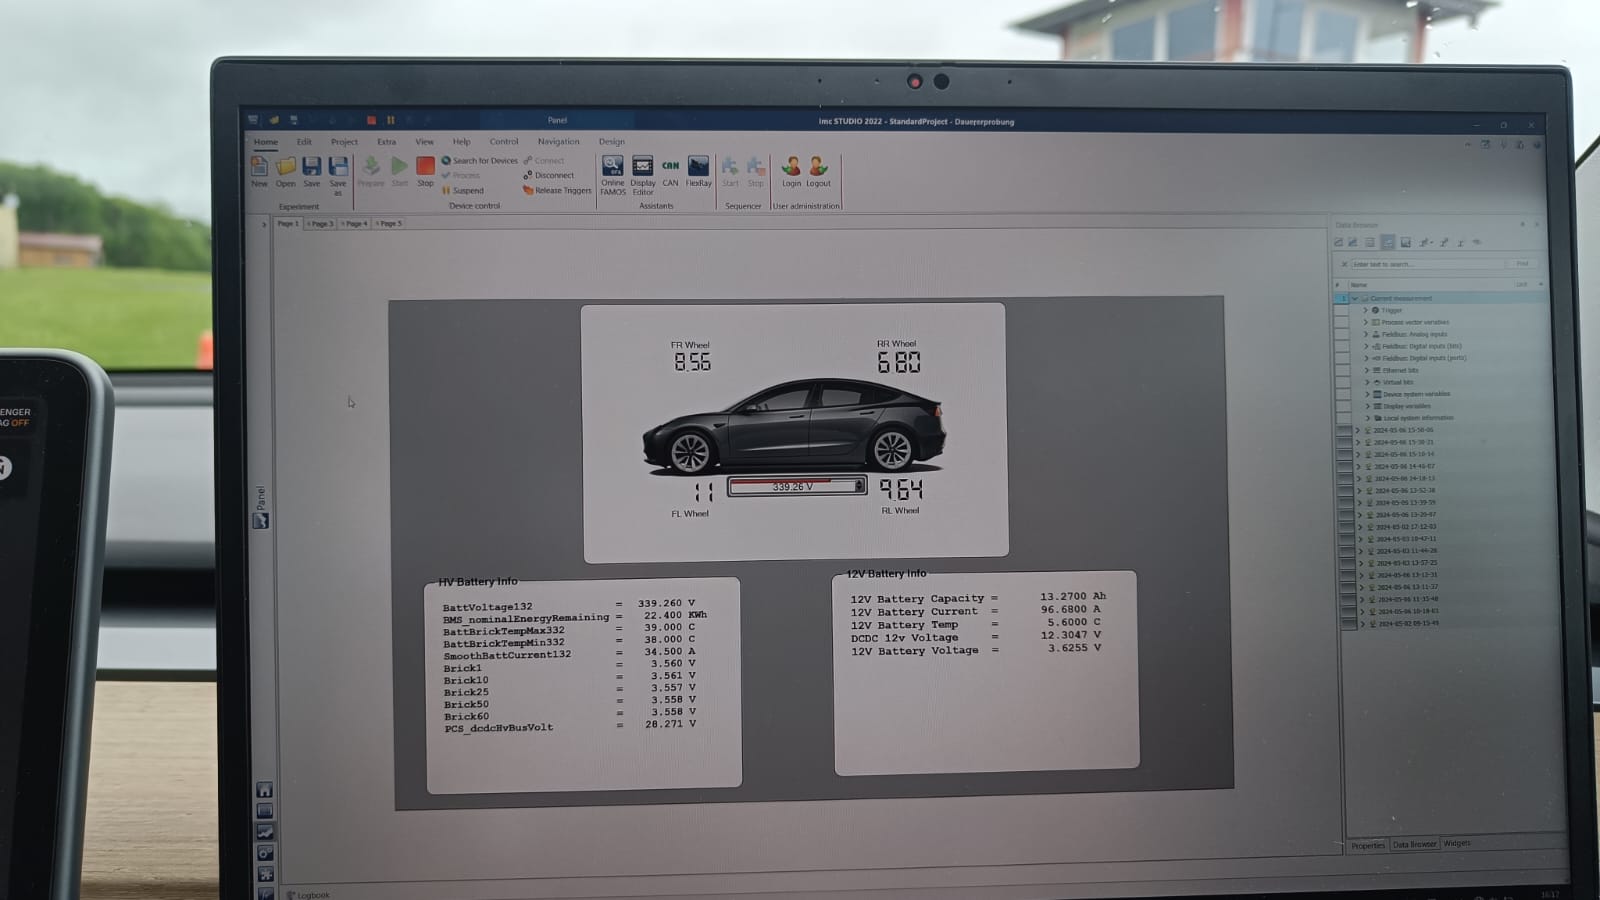 Panel
imc STUDIO 2022 - StandardProject - Dauererprobung
Home Edit Project Extra View Help Control Navigation Design
New Open Save Save as
Prepare Start Stop
Search for Devices
Process
Suspend
Connect
Disconnect
Release Triggers
Online FAMOS
Display Editor
CAN
CAN
FlexRay
Start Stop
Login Logout
Experiment
Device control
Assistants
Sequencer
User administration
Page 1 Page 3 Page 4 Page 5
ENGER
AG OFF
Panel
FR Wheel
8.56
RR Wheel
6.80
11
339.26 V
9.64
FL Wheel
RL Wheel
HV Battery Info
BattVoltage132 = 339.260 V
BMS_nominalEnergyRemaining = 22.400 KWh
BattBrickTempMax332 = 39.000 C
BattBrickTempMin332 = 38.000 C
SmoothBattCurrent132 = 34.500 A
Brick1 = 3.560 V
Brick10 = 3.561 V
Brick25 = 3.557 V
Brick50 = 3.558 V
Brick60 = 3.558 V
PCS_dcdcHvBusVolt = 28.271 V
12V Battery Info
12V Battery Capacity = 13.2700 Ah
12V Battery Current = 96.6800 A
12V Battery Temp = 5.6000 C
DCDC 12v Voltage = 12.3047 V
12V Battery Voltage = 3.6255 V
Data Browser
Enter text to search... Find
Name Unit
Current measurement
Trigger
Process vector variables
Fieldbus: Analog inputs
Fieldbus: Digital inputs (bits)
Fieldbus: Digital inputs (ports)
Ethernet bits
Virtual bits
Device system variables
Display variables
Local system information
Properties Data Browser Widgets
Logbook
16:17